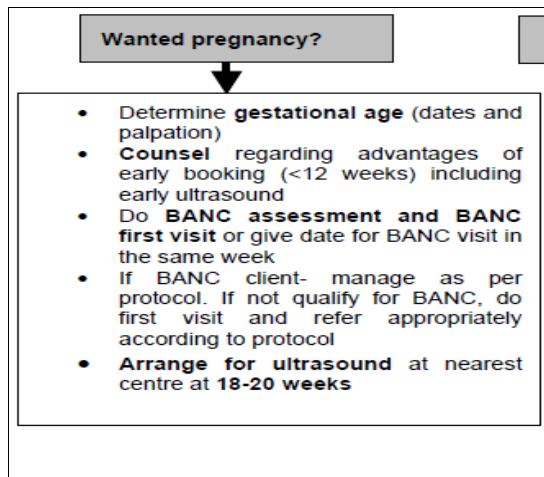 Wanted pregnancy?
• Determine gestational age (dates and
palpation)
• Counsel regarding advantages of
early booking (<12 weeks) including
early ultrasound
• Do BANC assessment and BANC
first visit or give date for BANC visit in
the same week
• If BANC client- manage as per
protocol. If not qualify for BANC, do
first visit and refer appropriately
according to protocol
• Arrange for ultrasound at nearest
centre at 18-20 weeks